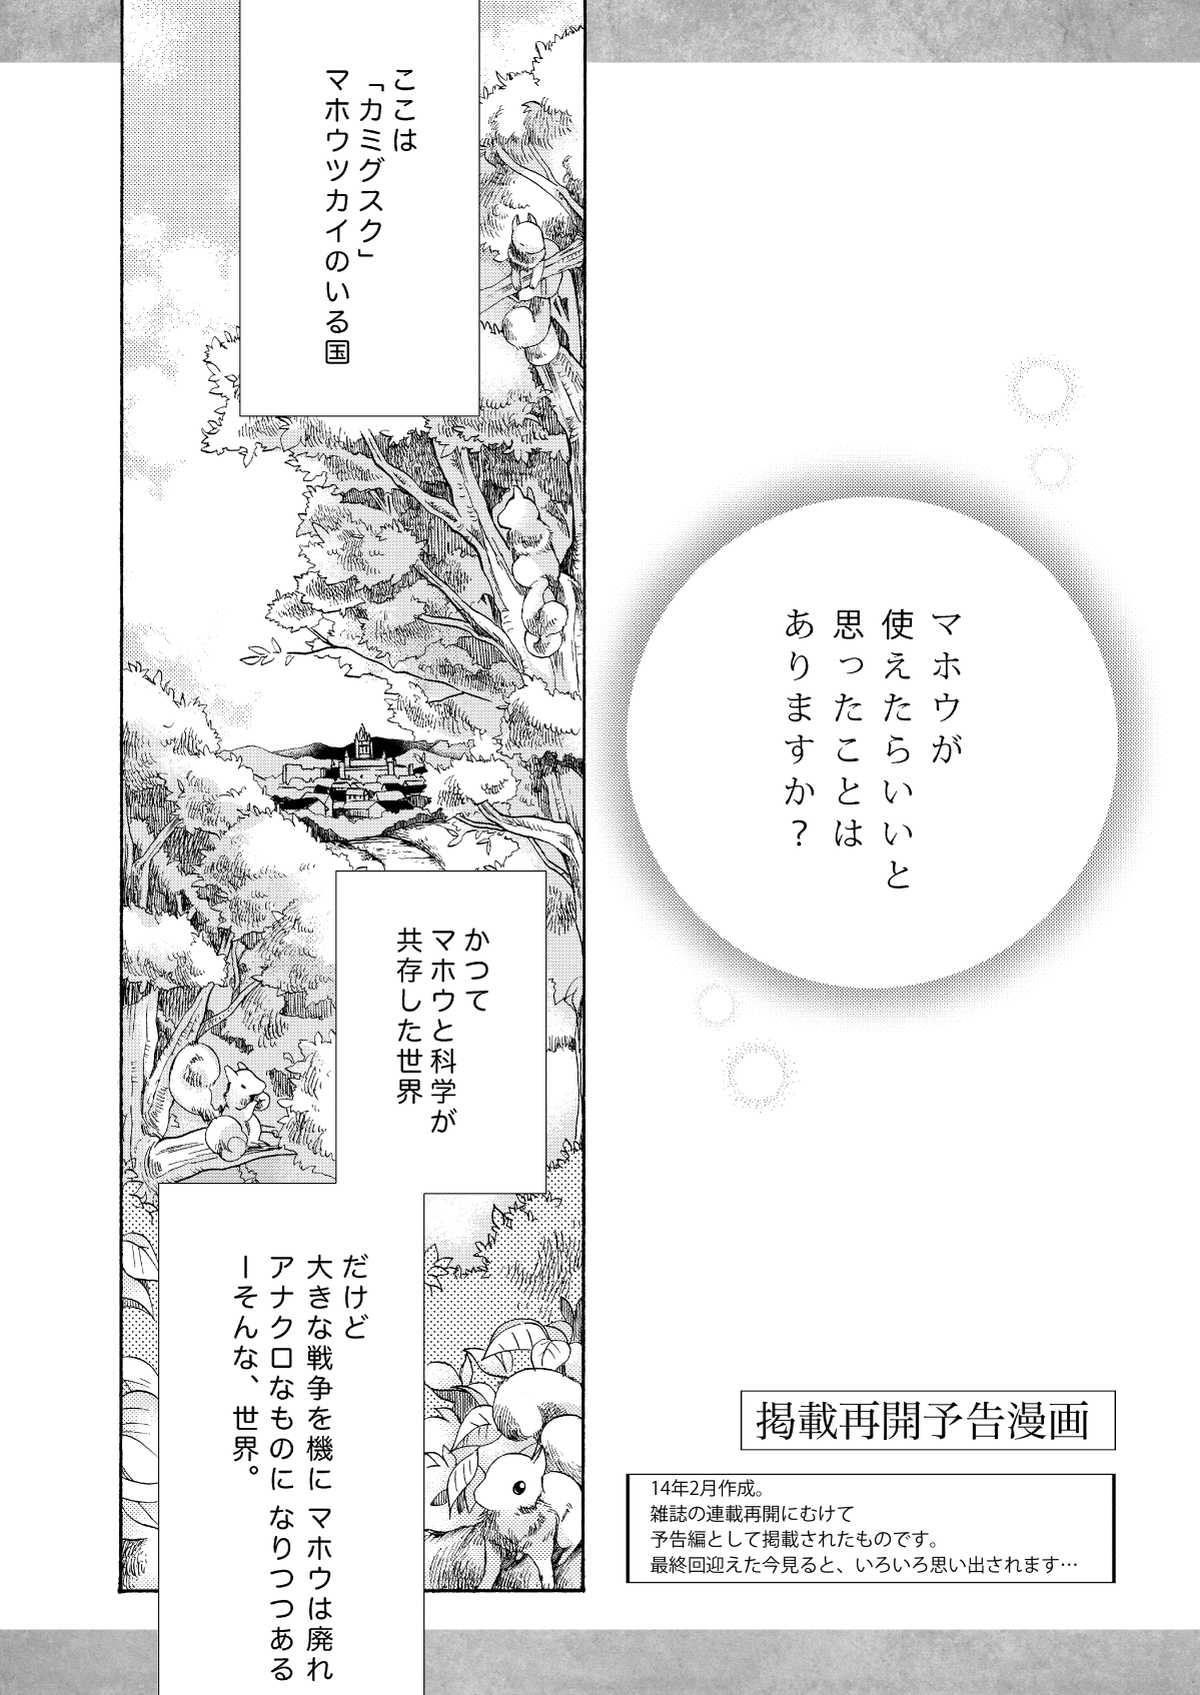 マホウが
使えたらいいと
思ったことは
ありますか？
掲載再開予告漫画
14年2月作成。
雑誌の連載再開にむけて
予告編として掲載されたものです。
最終回迎えた今見ると、いろいろ思い出されます…
ここは
「カミグスク」
マホウツカイのいる国
かつて
マホウと科学が
共存した世界
だけど
大きな戦争を機に マホウは廃れ
アナクロなものに なりつつある
ーそんな、世界。